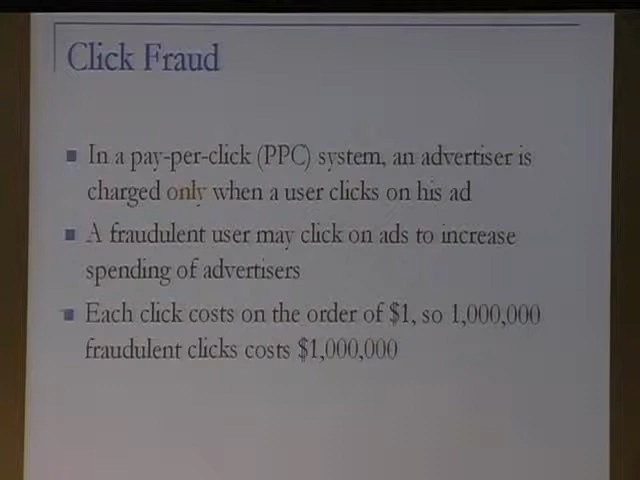 Click Fraud
In a pay-per-click (PPC) system, an advertiser is
charged only when a user clicks on his ad
A fraudulent user may click on ads to increase
spending of advertisers
Each click costs on the order of $1, so 1,000,000
fraudulent clicks costs $1,000,000